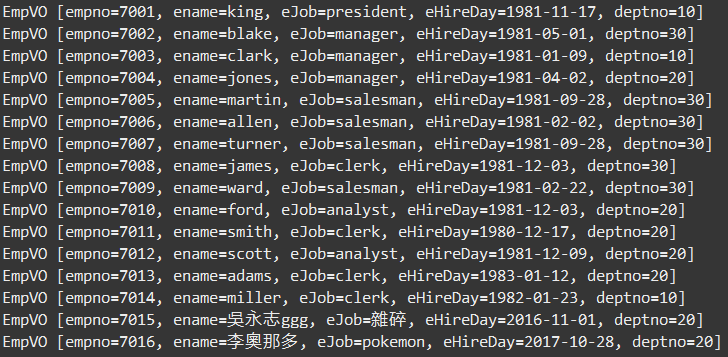 EmpVO [empno=7001, ename=king, eJob=president, eHireDay=1981-11-17, deptno=10]
EmpVO [empno=7002, ename=blake, eJob=manager, eHireDay=1981-05-01, deptno=30]
EmpVO [empno=7003, ename=clark, eJob=manager, eHireDay=1981-01-09, deptno=10]
EmpVO [empno=7004, ename=jones, eJob=manager, eHireDay=1981-04-02, deptno=20]
EmpVO [empno=7005, ename=martin, eJob=salesman, eHireDay=1981-09-28, deptno=30]
EmpVO [empno=7006, ename=allen, eJob=salesman, eHireDay=1981-02-02, deptno=30]
EmpVO [empno=7007, ename=turner, eJob=salesman, eHireDay=1981-09-28, deptno=30]
EmpVO [empno=7008, ename=james, eJob=clerk, eHireDay=1981-12-03, deptno=30]
EmpVO [empno=7009, ename=ward, eJob=salesman, eHireDay=1981-02-22, deptno=30]
EmpVO [empno=7010, ename=ford, eJob=analyst, eHireDay=1981-12-03, deptno=20]
EmpVO [empno=7011, ename=smith, eJob=clerk, eHireDay=1980-12-17, deptno=20]
EmpVO [empno=7012, ename=scott, eJob=analyst, eHireDay=1981-12-09, deptno=20]
EmpVO [empno=7013, ename=adams, eJob=clerk, eHireDay=1983-01-12, deptno=20]
EmpVO [empno=7014, ename=miller, eJob=clerk, eHireDay=1982-01-23, deptno=10]
EmpVO [empno=7015, ename=吳永志ggg, eJob=雜碎, eHireDay=2016-11-01, deptno=20]
EmpVO [empno=7016, ename=李奧那多, eJob=pokemon, eHireDay=2017-10-28, deptno=20]